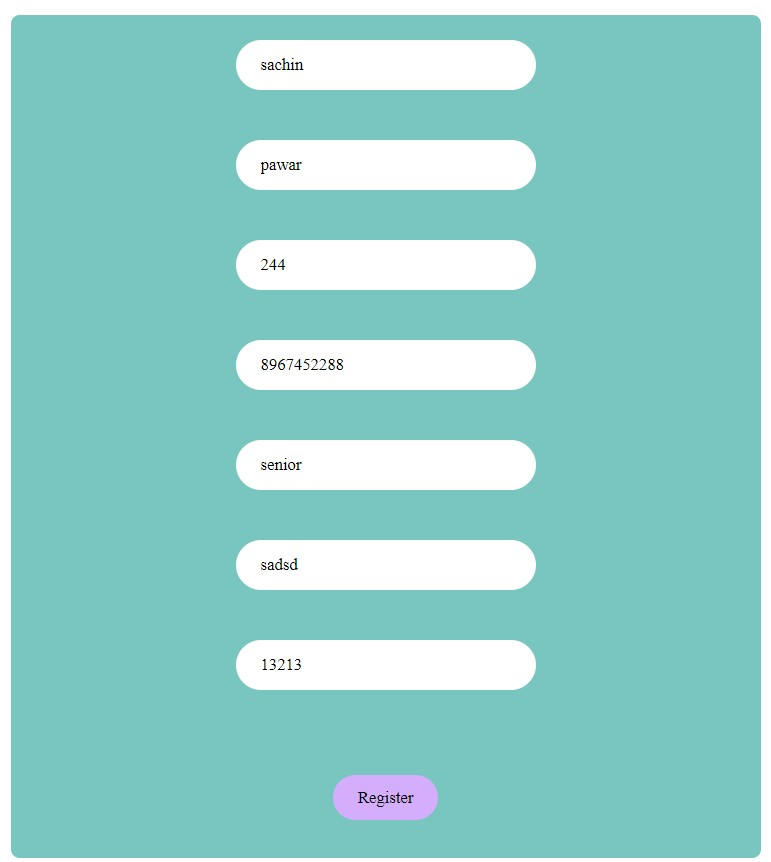 sachin
pawar
244
8967452288
senior
sadsd
13213
Register